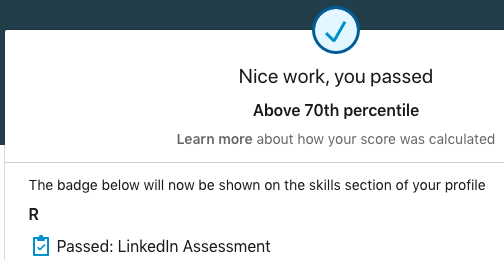 Nice work, you passed
Above 70th percentile
Learn more about how your score was calculated
The badge below will now be shown on the skills section of your profile
R
Passed: LinkedIn Assessment